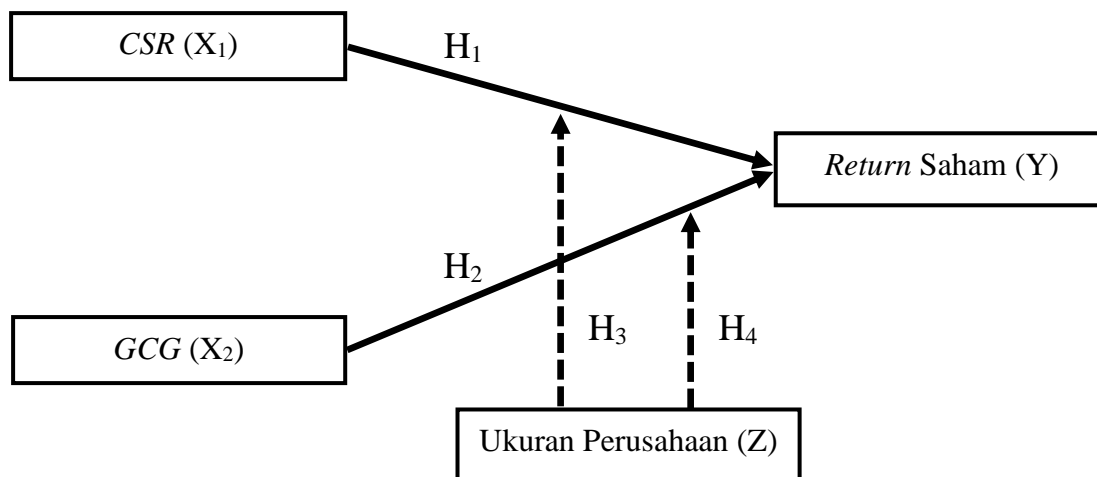 CSR (X₁)
H₁
Return Saham (Y)
H₂
GCG (X₂)
H₃
H₄
Ukuran Perusahaan (Z)